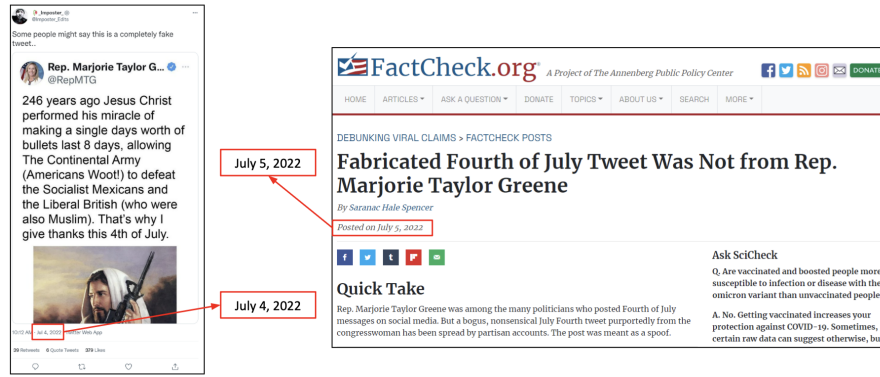 _Imposter_
@Imposter_Edits
Some people might say this is a completely fake
tweet..
Rep. Marjorie Taylor G...
@RepMTG
246 years ago Jesus Christ
performed his miracle of
making a single days worth of
bullets last 8 days, allowing
The Continental Army
(Americans Woot!) to defeat
the Socialist Mexicans and
the Liberal British (who were
also Muslim). That's why I
give thanks this 4th of July.
10:12 AM · Jul 4, 2022 · Twitter Web App
39 Retweets 6 Quote Tweets 379 Likes
July 5, 2022
July 4, 2022
FactCheck.org® A Project of The Annenberg Public Policy Center
DONATE
HOME ARTICLES ASK A QUESTION DONATE TOPICS ABOUT US SEARCH MORE
DEBUNKING VIRAL CLAIMS > FACTCHECK POSTS
Fabricated Fourth of July Tweet Was Not from Rep.
Marjorie Taylor Greene
By Saranac Hale Spencer
Posted on July 5, 2022
Quick Take
Rep. Marjorie Taylor Greene was among the many politicians who posted Fourth of July
messages on social media. But a bogus, nonsensical July Fourth tweet purportedly from the
congresswoman has been spread by partisan accounts. The post was meant as a spoof.
Ask SciCheck
Q. Are vaccinated and boosted people more
susceptible to infection or disease with the
omicron variant than unvaccinated people
A. No. Getting vaccinated increases your
protection against COVID-19. Sometimes,
certain raw data can suggest otherwise, bu